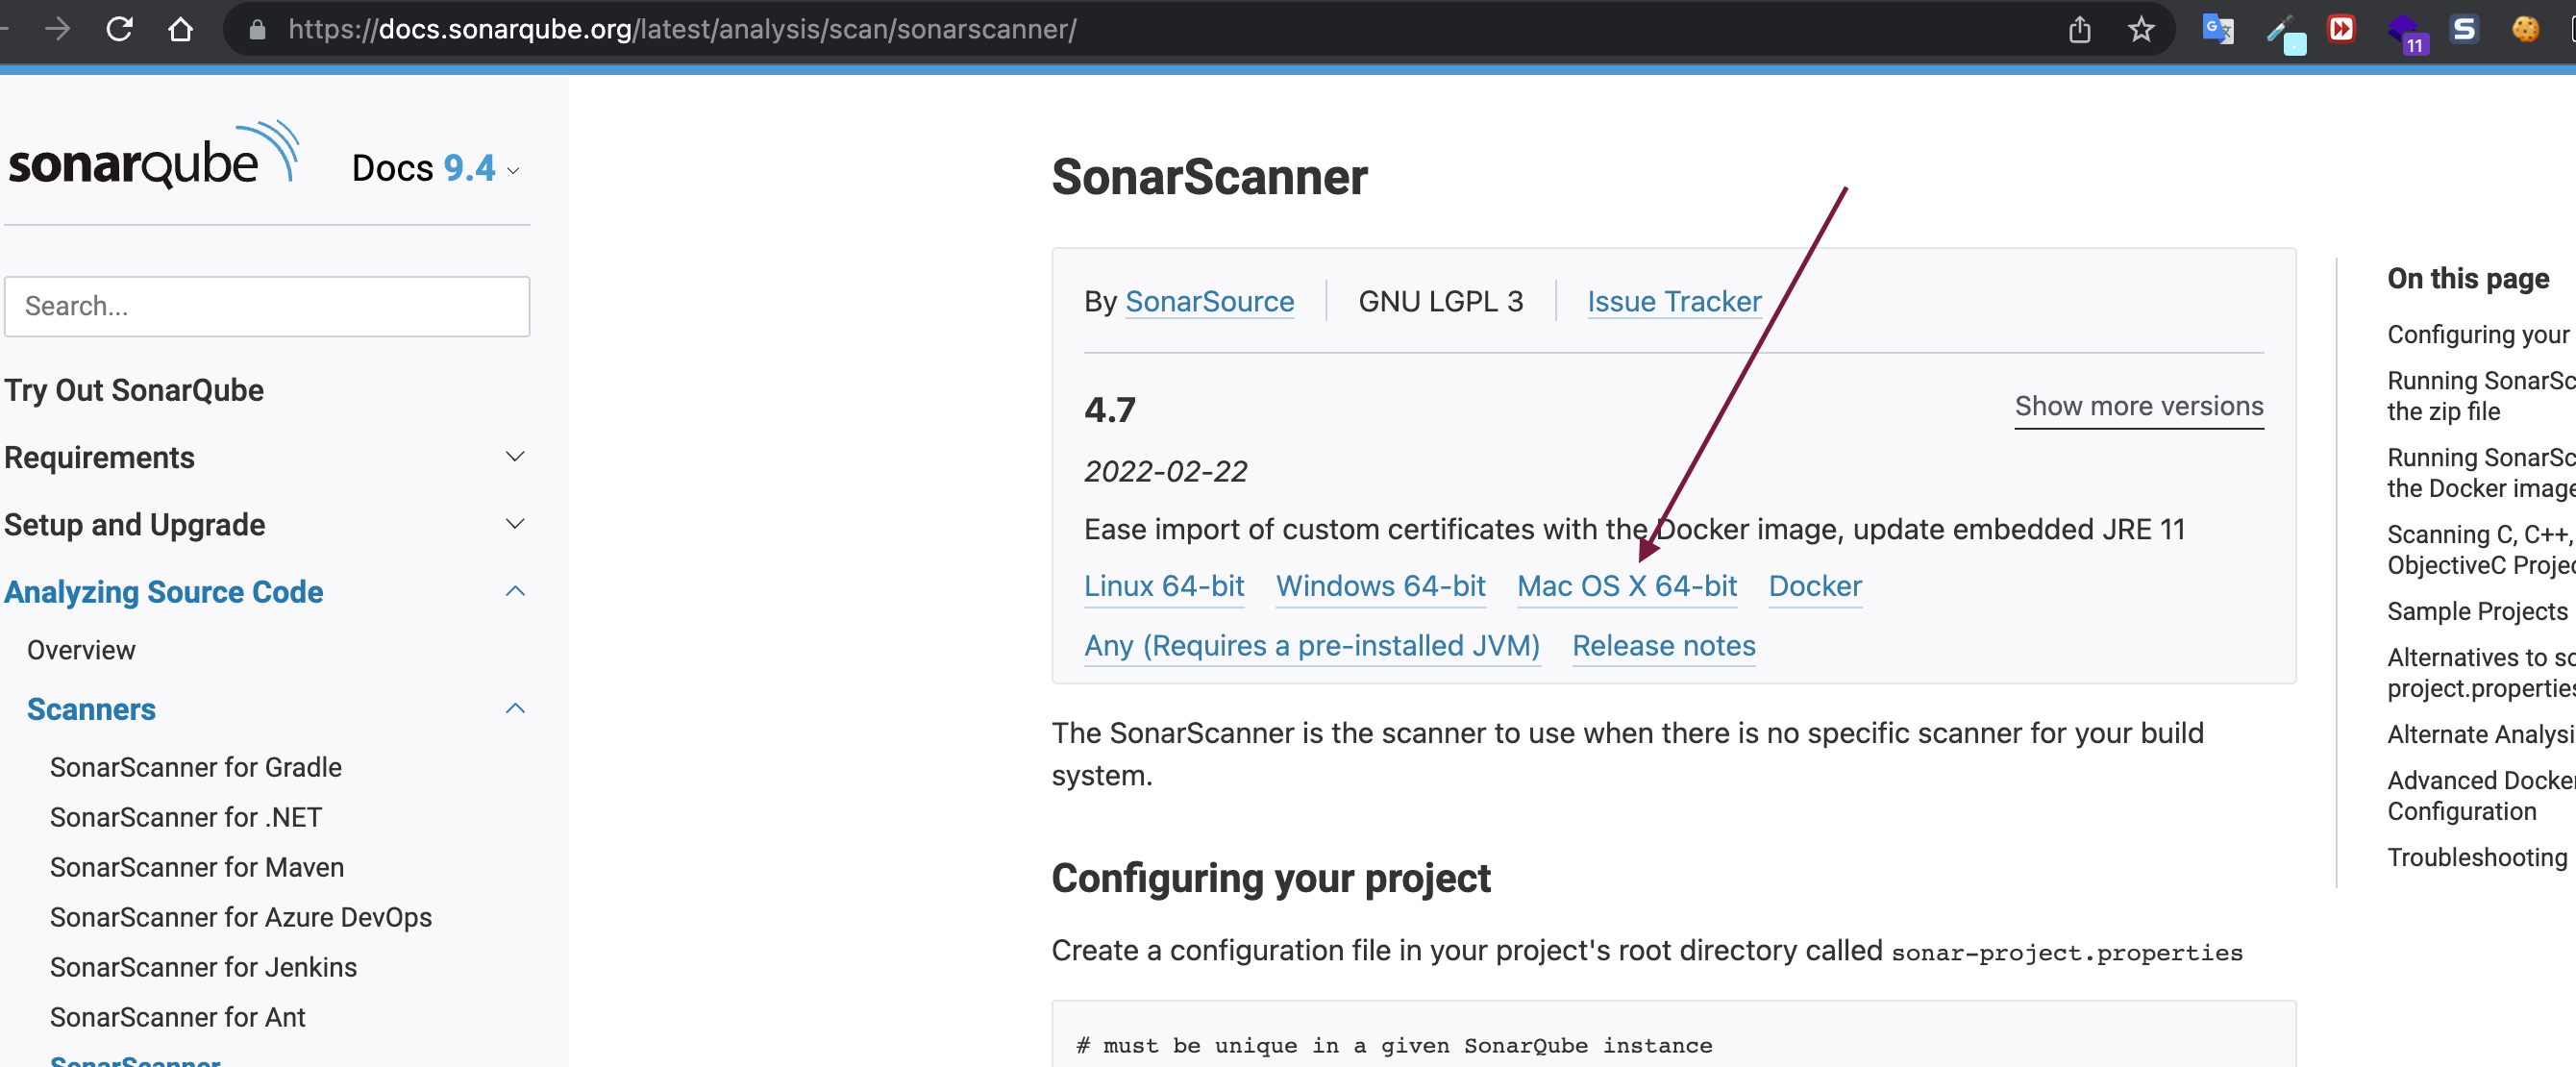 https://docs.sonarqube.org/latest/analysis/scan/sonarscanner/
11
sonarqube
Docs 9.4
Search...
Try Out SonarQube
Requirements
Setup and Upgrade
Analyzing Source Code
Overview
Scanners
SonarScanner for Gradle
SonarScanner for .NET
SonarScanner for Maven
SonarScanner for Azure DevOps
SonarScanner for Jenkins
SonarScanner for Ant
SonarScanner
SonarScanner
By SonarSource GNU LGPL 3 Issue Tracker
4.7 Show more versions
2022-02-22
Ease import of custom certificates with the Docker image, update embedded JRE 11
Linux 64-bit Windows 64-bit Mac OS X 64-bit Docker
Any (Requires a pre-installed JVM) Release notes
The SonarScanner is the scanner to use when there is no specific scanner for your build
system.
Configuring your project
Create a configuration file in your project's root directory called sonar-project.properties
# must be unique in a given SonarQube instance
On this page
Configuring your
Running SonarSc
the zip file
Running SonarSc
the Docker image
Scanning C, C++,
ObjectiveC Projec
Sample Projects
Alternatives to so
project.properties
Alternate Analysi
Advanced Docker
Configuration
Troubleshooting